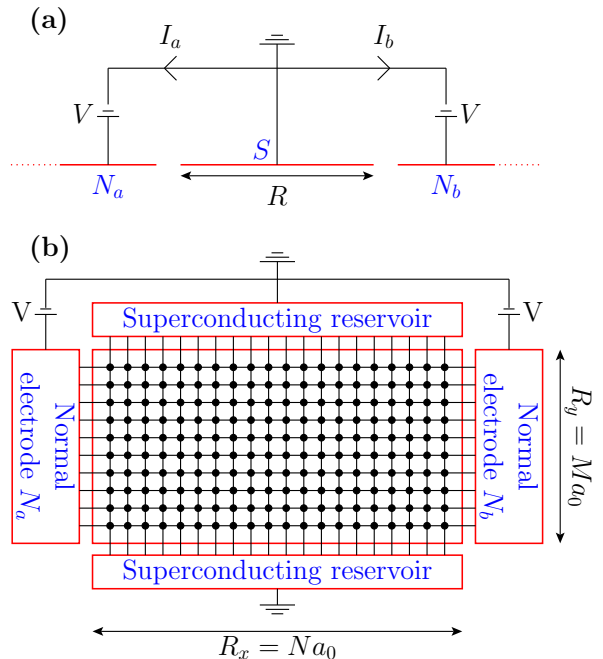 (a)
I_a I_b
V V
S
N_a R N_b
(b)
V V
Superconducting reservoir
Normal
electrode N_a
Normal
electrode N_b
R_y = Ma_0
Superconducting reservoir
R_x = Na_0